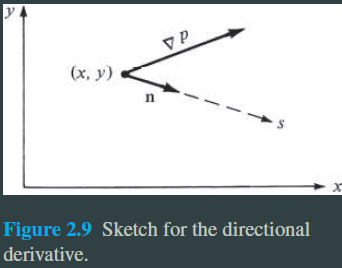 y
∇p
(x, y)
n
s
x
Figure 2.9 Sketch for the directional
derivative.